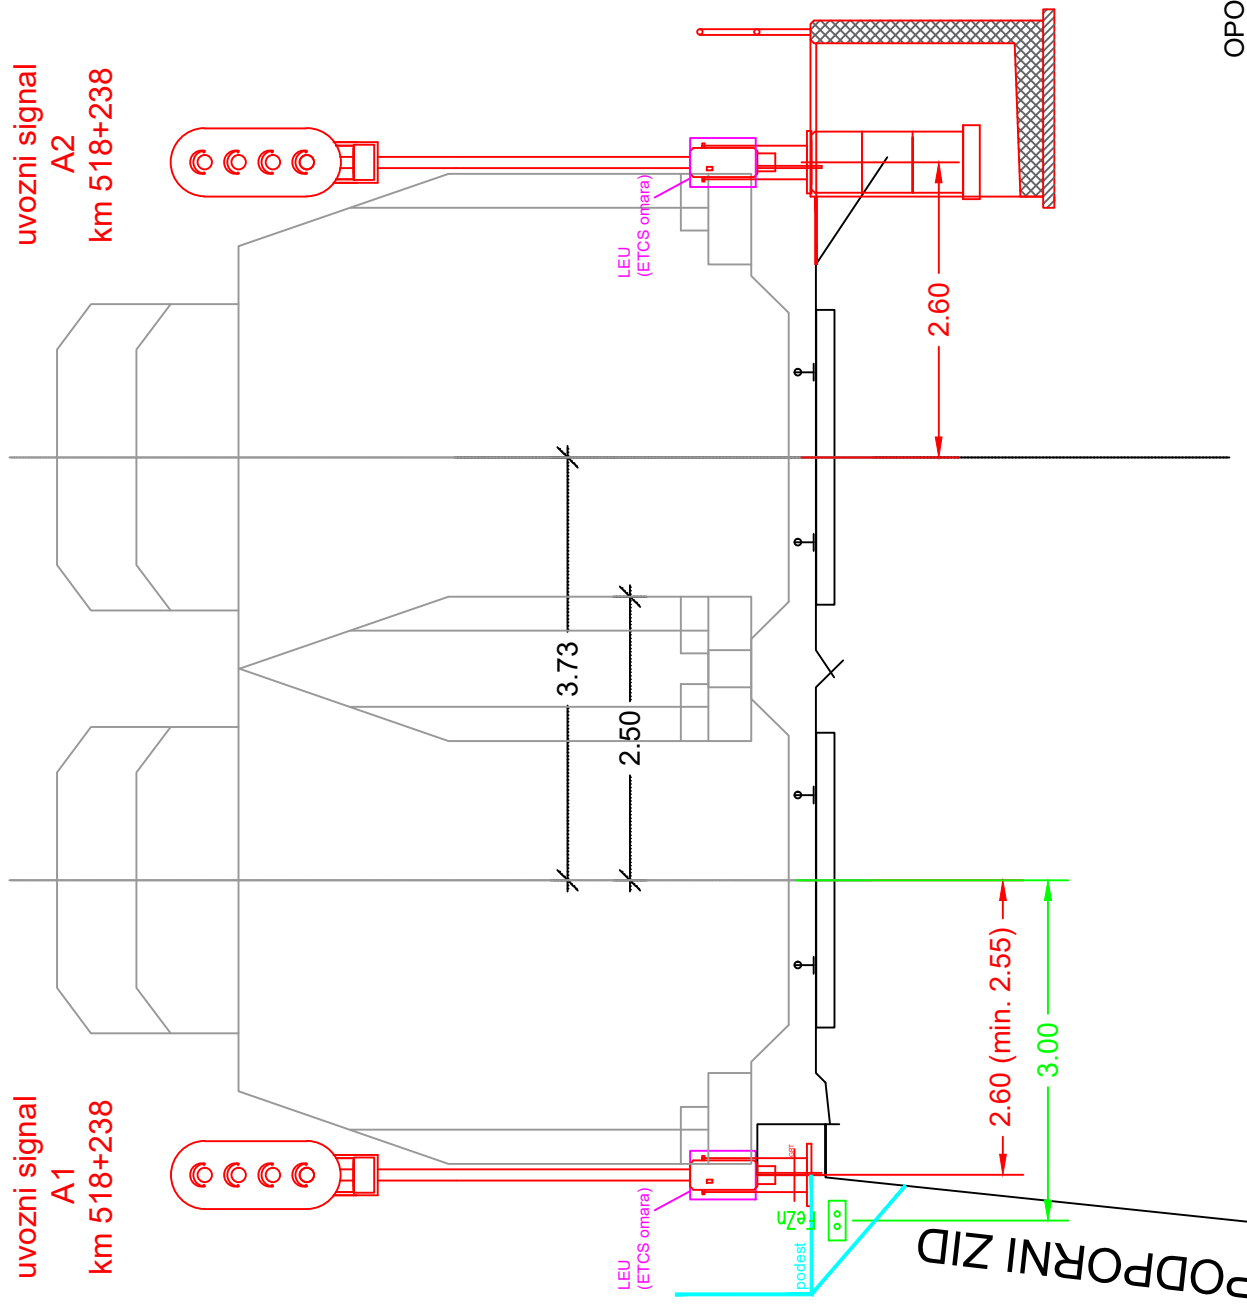 uvozni signal
A1
km 518+238
uvozni signal
A2
km 518+238
3.73
2.50
LEU
(ETCS omara)
LEU
(ETCS omara)
2.60
2.60 (min. 2.55)
3.00
FeZn
podest
PODPORNI ZID
OPO